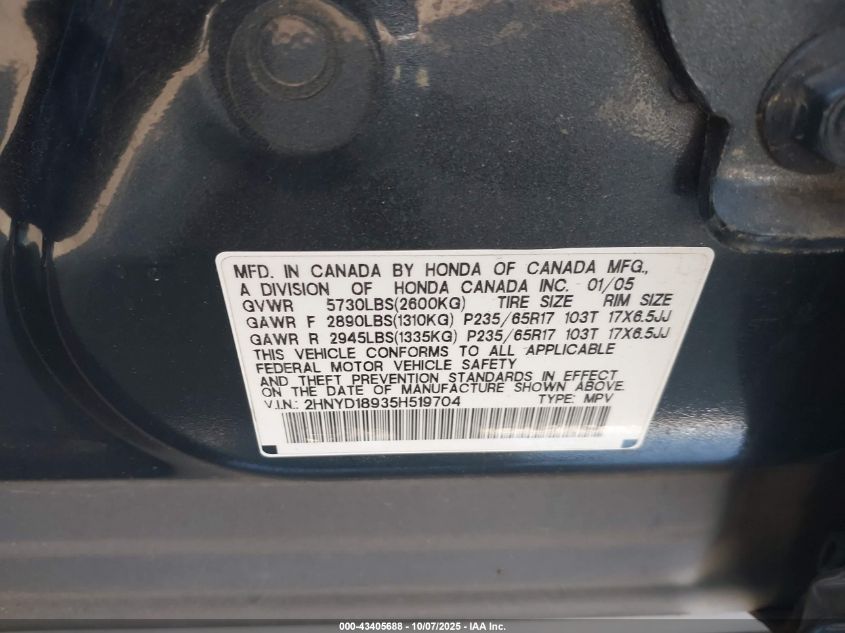 MFD. IN CANADA BY HONDA OF CANADA MFG.,
A DIVISION OF HONDA CANADA INC. 01/05
GVWR 5730LBS(2600KG) TIRE SIZE RIM SIZE
GAWR F 2890LBS(1310KG) P235/65R17 103T 17X6.5JJ
GAWR R 2945LBS(1335KG) P235/65R17 103T 17X6.5JJ
THIS VEHICLE CONFORMS TO ALL APPLICABLE
FEDERAL MOTOR VEHICLE SAFETY
AND THEFT PREVENTION STANDARDS IN EFFECT
ON THE DATE OF MANUFACTURE SHOWN ABOVE.
V.I.N.: 2HNYD18935H519704 TYPE: MPV
000-43405688 - 10/07/2025 - IAA Inc.